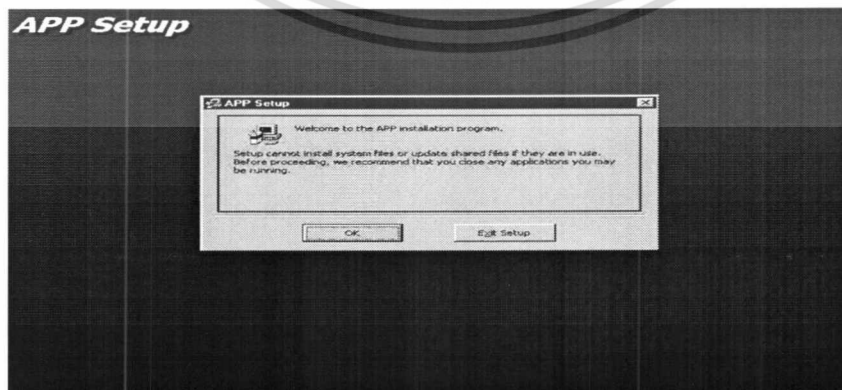 APP Setup
APP Setup
Welcome to the APP installation program.
Setup cannot install system files or update shared files if they are in use.
Before proceeding, we recommend that you close any applications you may
be running.
OK
Exit Setup